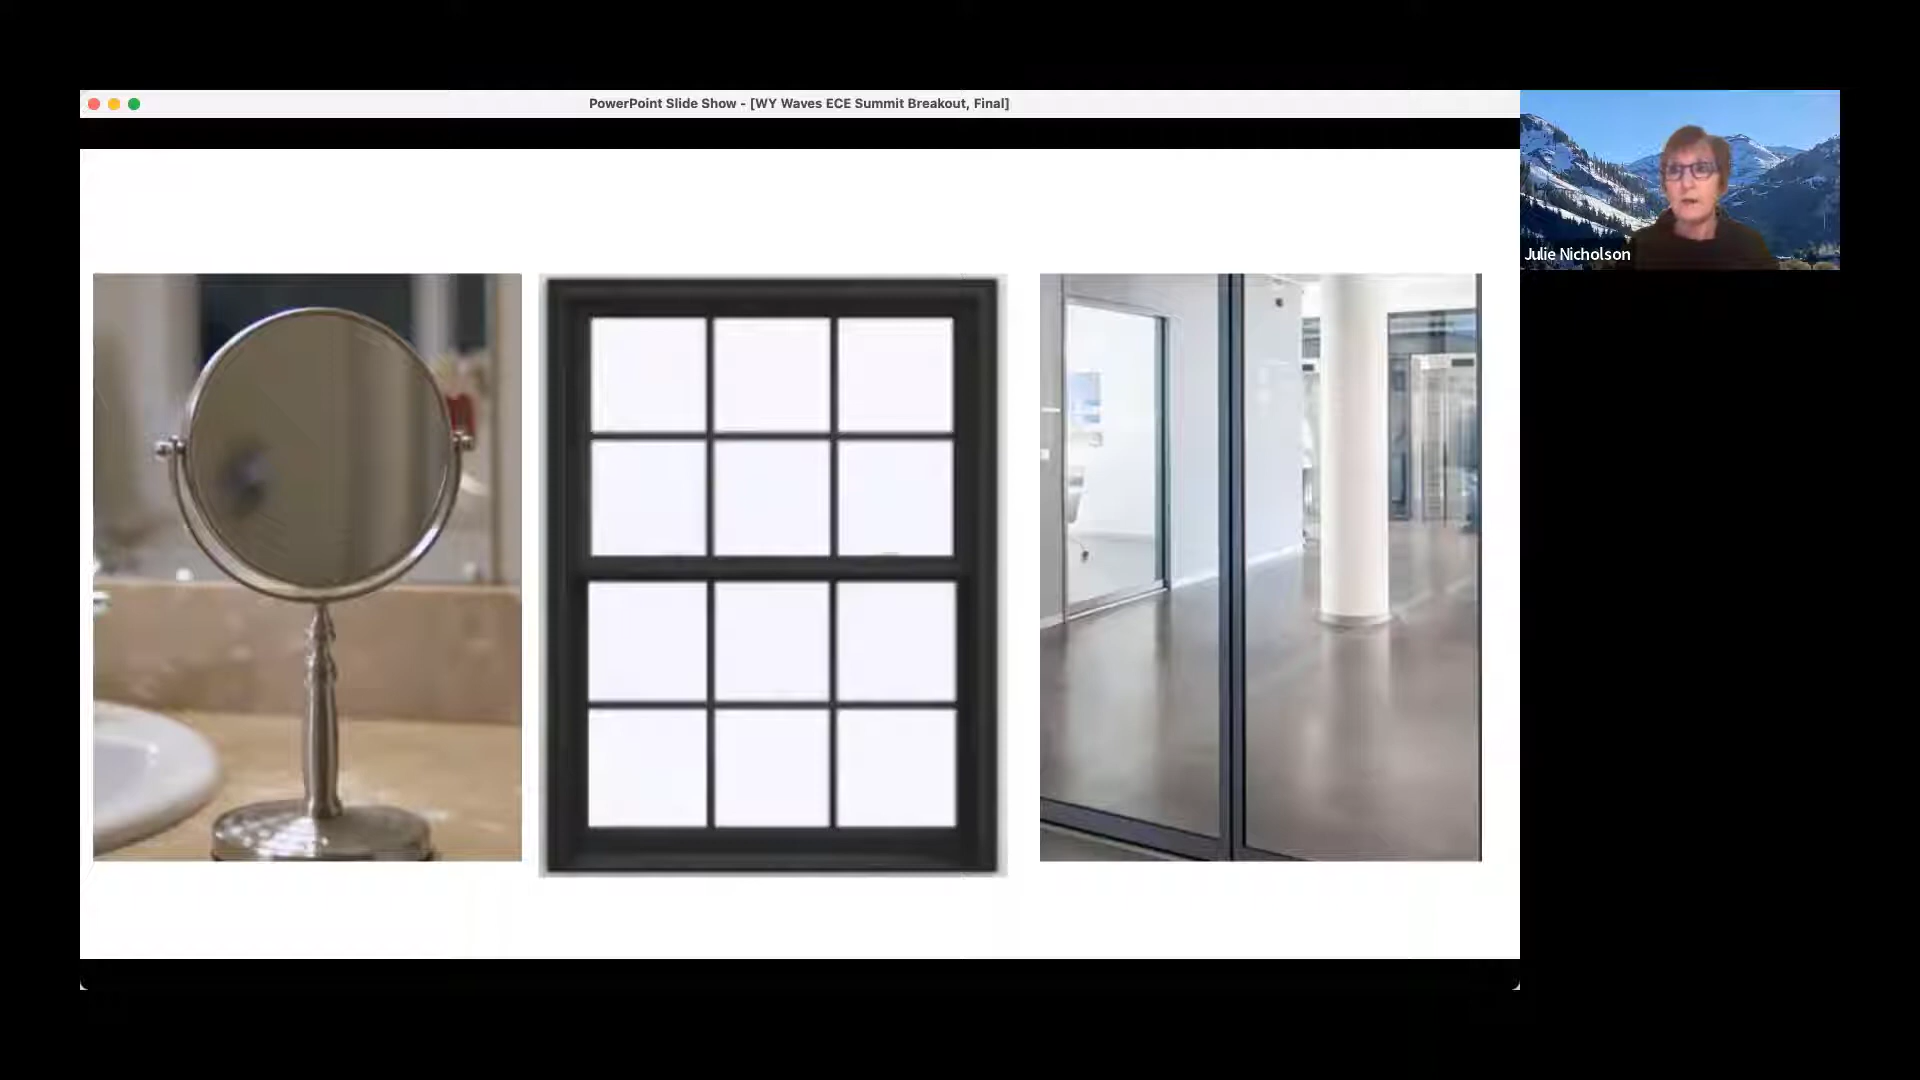 PowerPoint Slide Show - [WY Waves ECE Summit Breakout, Final]
Julie Nicholson